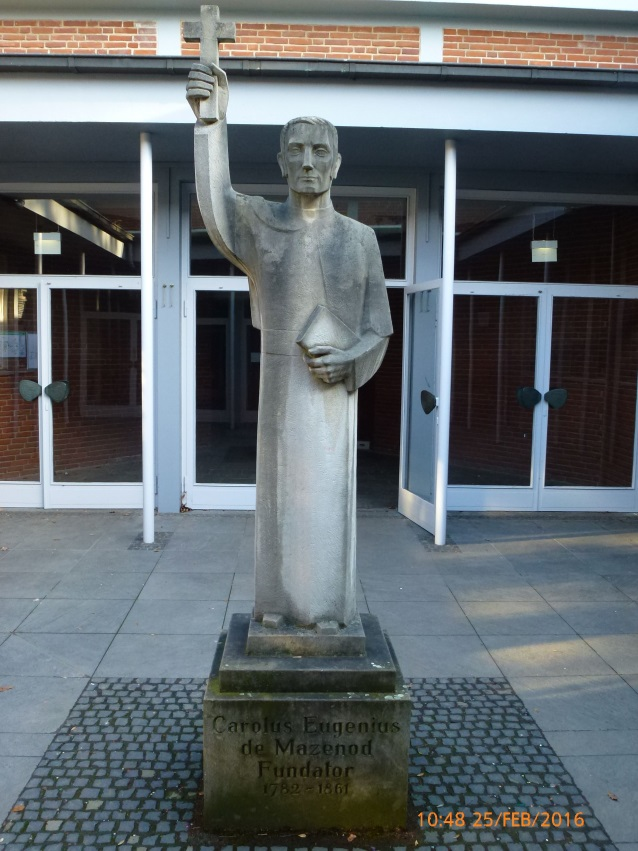 Carolus Eugenius
de Mazenod
Fundator
1782-1861
10:48 25/FEB/2016